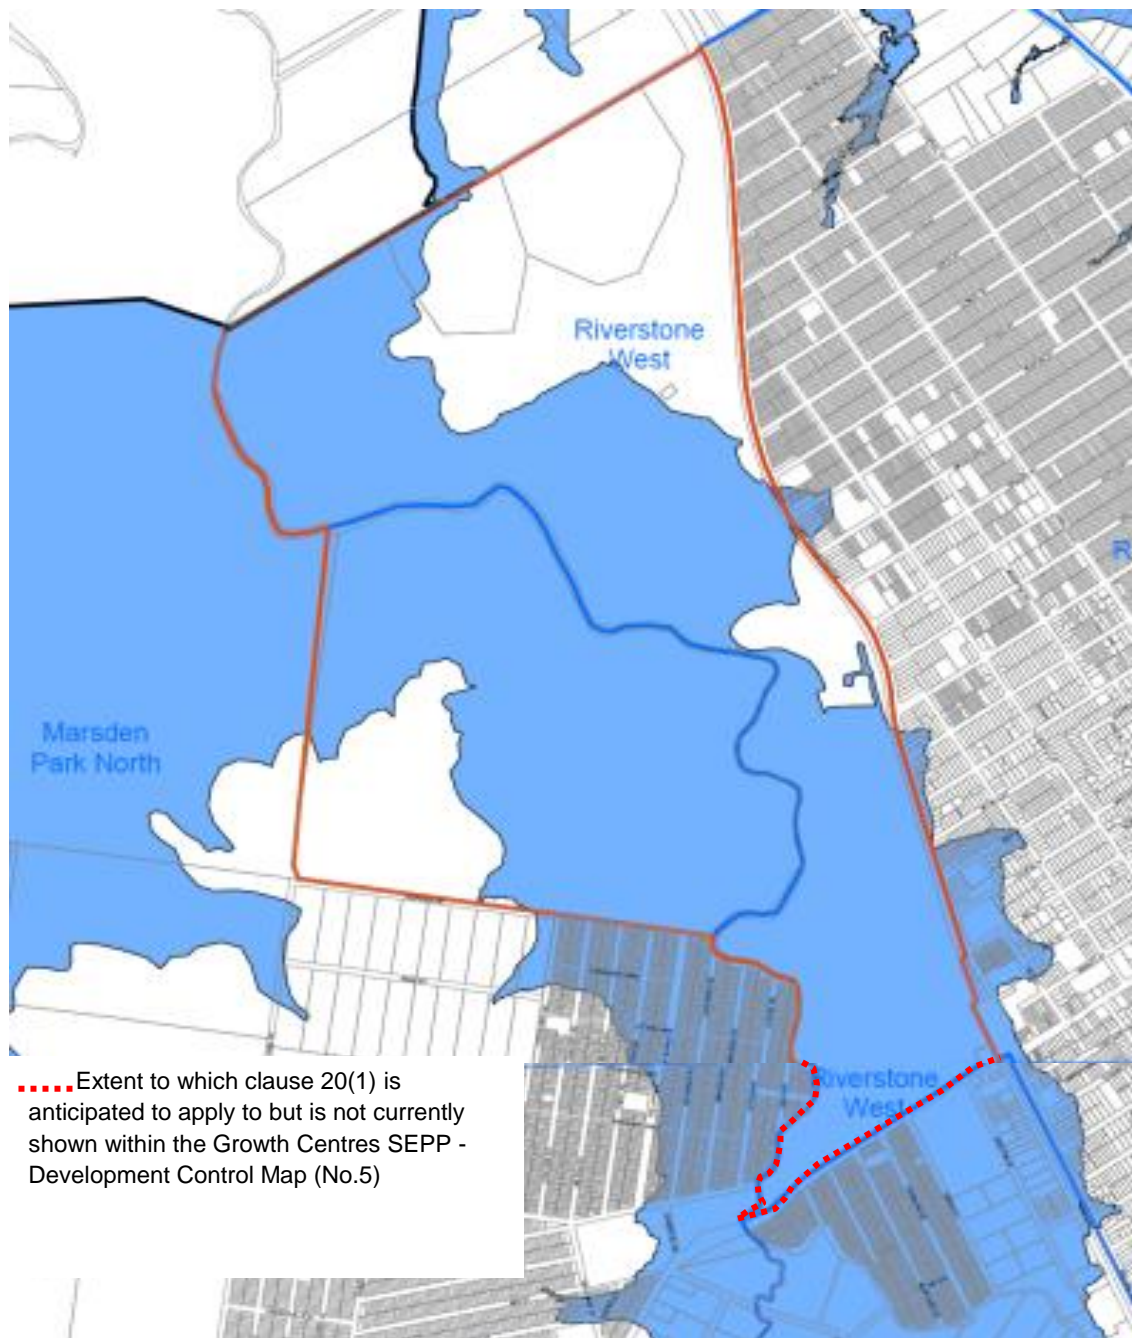 Riverstone
West
R
Marsden
Park North
Extent to which clause 20(1) is
anticipated to apply to but is not currently
shown within the Growth Centres SEPP -
Development Control Map (No.5)
Riverstone
West